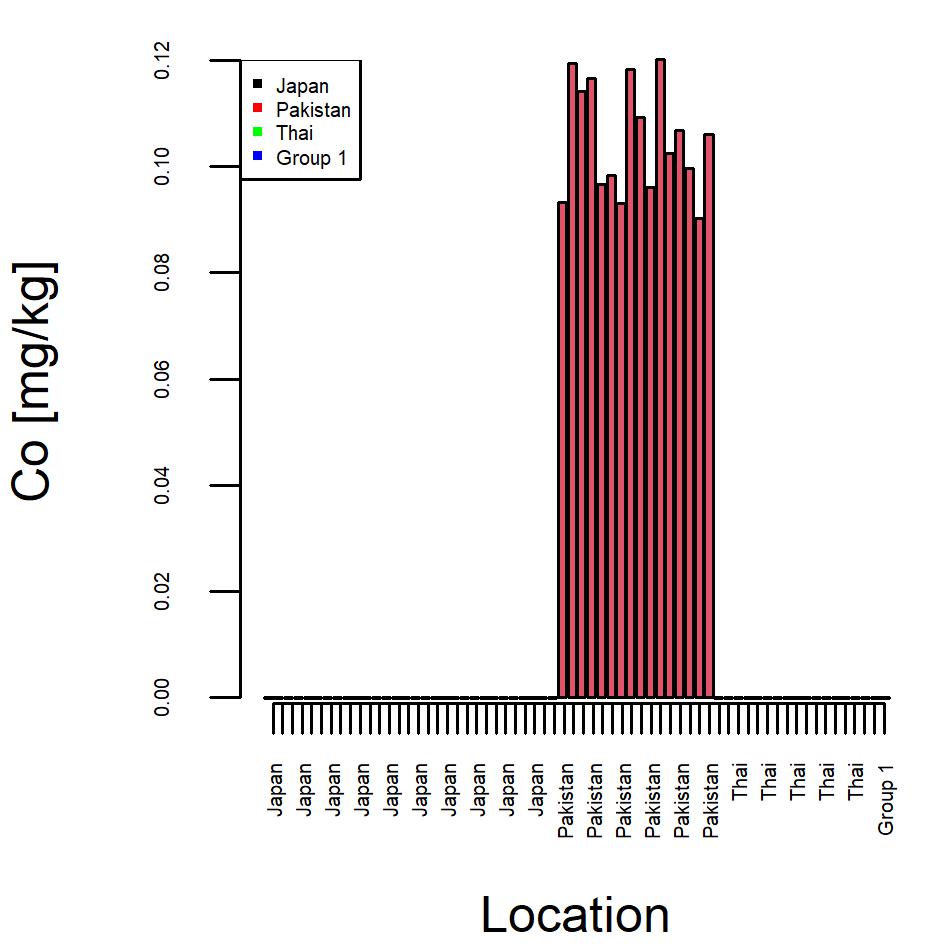 Co [mg/kg]
0.12
0.10
0.08
0.06
0.04
0.02
0.00
Japan
Pakistan
Thai
Group 1
Japan
Japan
Japan
Japan
Japan
Japan
Japan
Japan
Japan
Japan
Pakistan
Pakistan
Pakistan
Pakistan
Pakistan
Pakistan
Thai
Thai
Thai
Thai
Thai
Group 1
Location